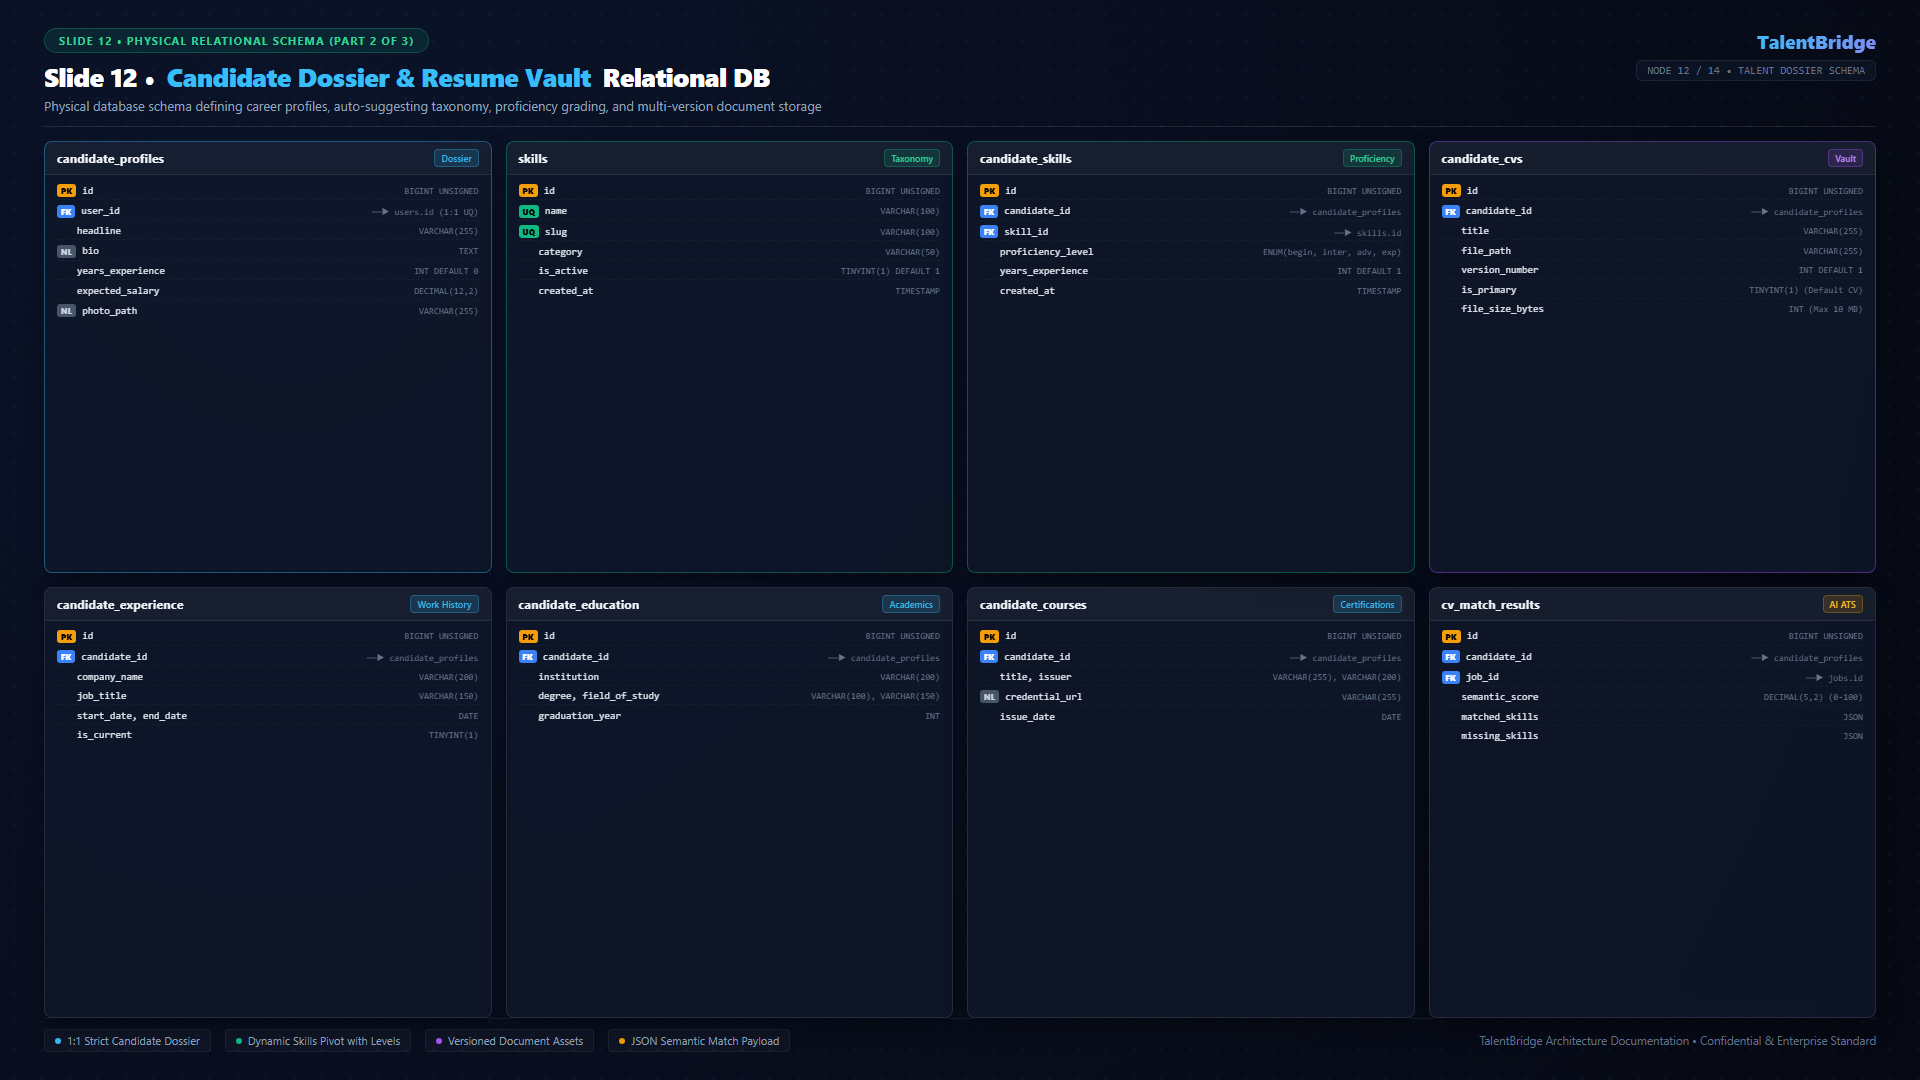 SLIDE 12 • PHYSICAL RELATIONAL SCHEMA (PART 2 OF 3)
Slide 12 • Candidate Dossier & Resume Vault Relational DB
Physical database schema defining career profiles, auto-suggesting taxonomy, proficiency grading, and multi-version document storage
TalentBridge
NODE 12 / 14 • TALENT DOSSIER SCHEMA
candidate_profiles Dossier
PK id BIGINT UNSIGNED
FK user_id → users.id (1:1 UQ)
headline VARCHAR(255)
NL bio TEXT
years_experience INT DEFAULT 0
expected_salary DECIMAL(12,2)
NL photo_path VARCHAR(255)
skills Taxonomy
PK id BIGINT UNSIGNED
UQ name VARCHAR(100)
UQ slug VARCHAR(100)
category VARCHAR(50)
is_active TINYINT(1) DEFAULT 1
created_at TIMESTAMP
candidate_skills Proficiency
PK id BIGINT UNSIGNED
FK candidate_id → candidate_profiles
FK skill_id → skills.id
proficiency_level ENUM(begin, inter, adv, exp)
years_experience INT DEFAULT 1
created_at TIMESTAMP
candidate_cvs Vault
PK id BIGINT UNSIGNED
FK candidate_id → candidate_profiles
title VARCHAR(255)
file_path VARCHAR(255)
version_number INT DEFAULT 1
is_primary TINYINT(1) (Default CV)
file_size_bytes INT (Max 10 MB)
candidate_experience Work History
PK id BIGINT UNSIGNED
FK candidate_id → candidate_profiles
company_name VARCHAR(200)
job_title VARCHAR(150)
start_date, end_date DATE
is_current TINYINT(1)
candidate_education Academics
PK id BIGINT UNSIGNED
FK candidate_id → candidate_profiles
institution VARCHAR(200)
degree, field_of_study VARCHAR(100), VARCHAR(150)
graduation_year INT
candidate_courses Certifications
PK id BIGINT UNSIGNED
FK candidate_id → candidate_profiles
title, issuer VARCHAR(255), VARCHAR(200)
NL credential_url VARCHAR(255)
issue_date DATE
cv_match_results AI ATS
PK id BIGINT UNSIGNED
FK candidate_id → candidate_profiles
FK job_id → jobs.id
semantic_score DECIMAL(5,2) (0-100)
matched_skills JSON
missing_skills JSON
1:1 Strict Candidate Dossier
Dynamic Skills Pivot with Levels
Versioned Document Assets
JSON Semantic Match Payload
TalentBridge Architecture Documentation • Confidential & Enterprise Standard